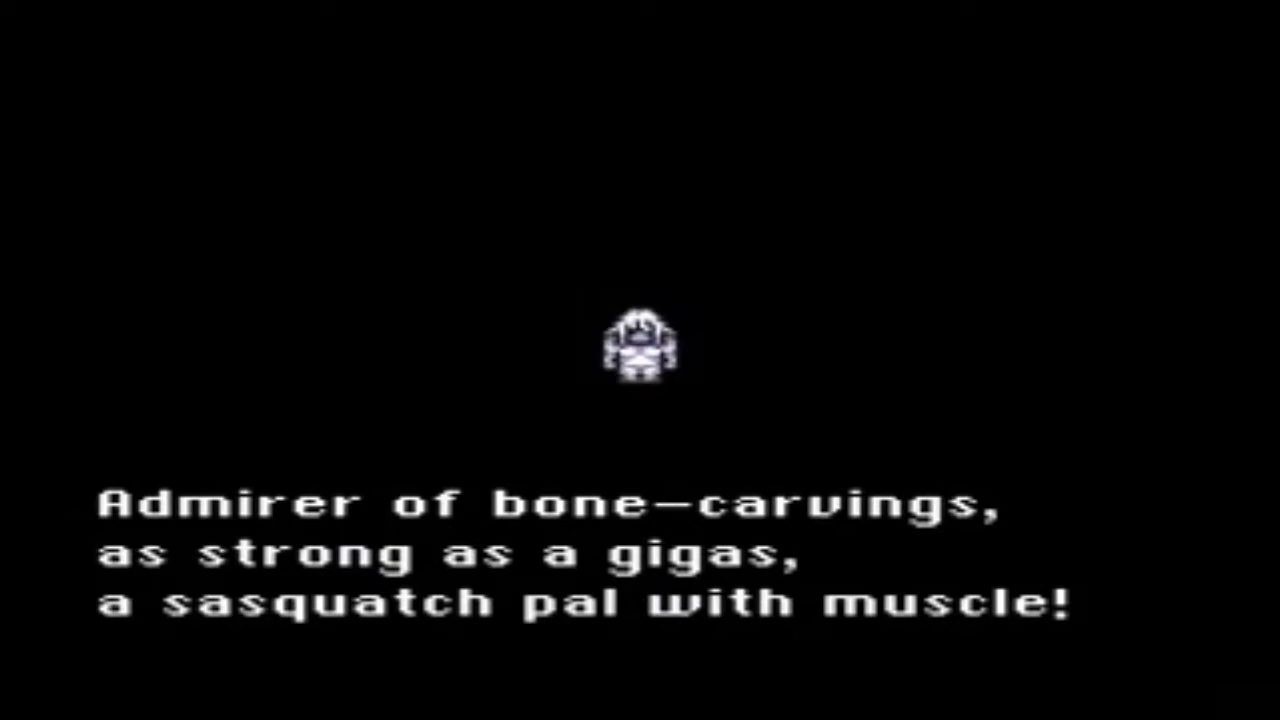 Admirer of bone-carvings,
as strong as a gigas,
a sasquatch pal with muscle!